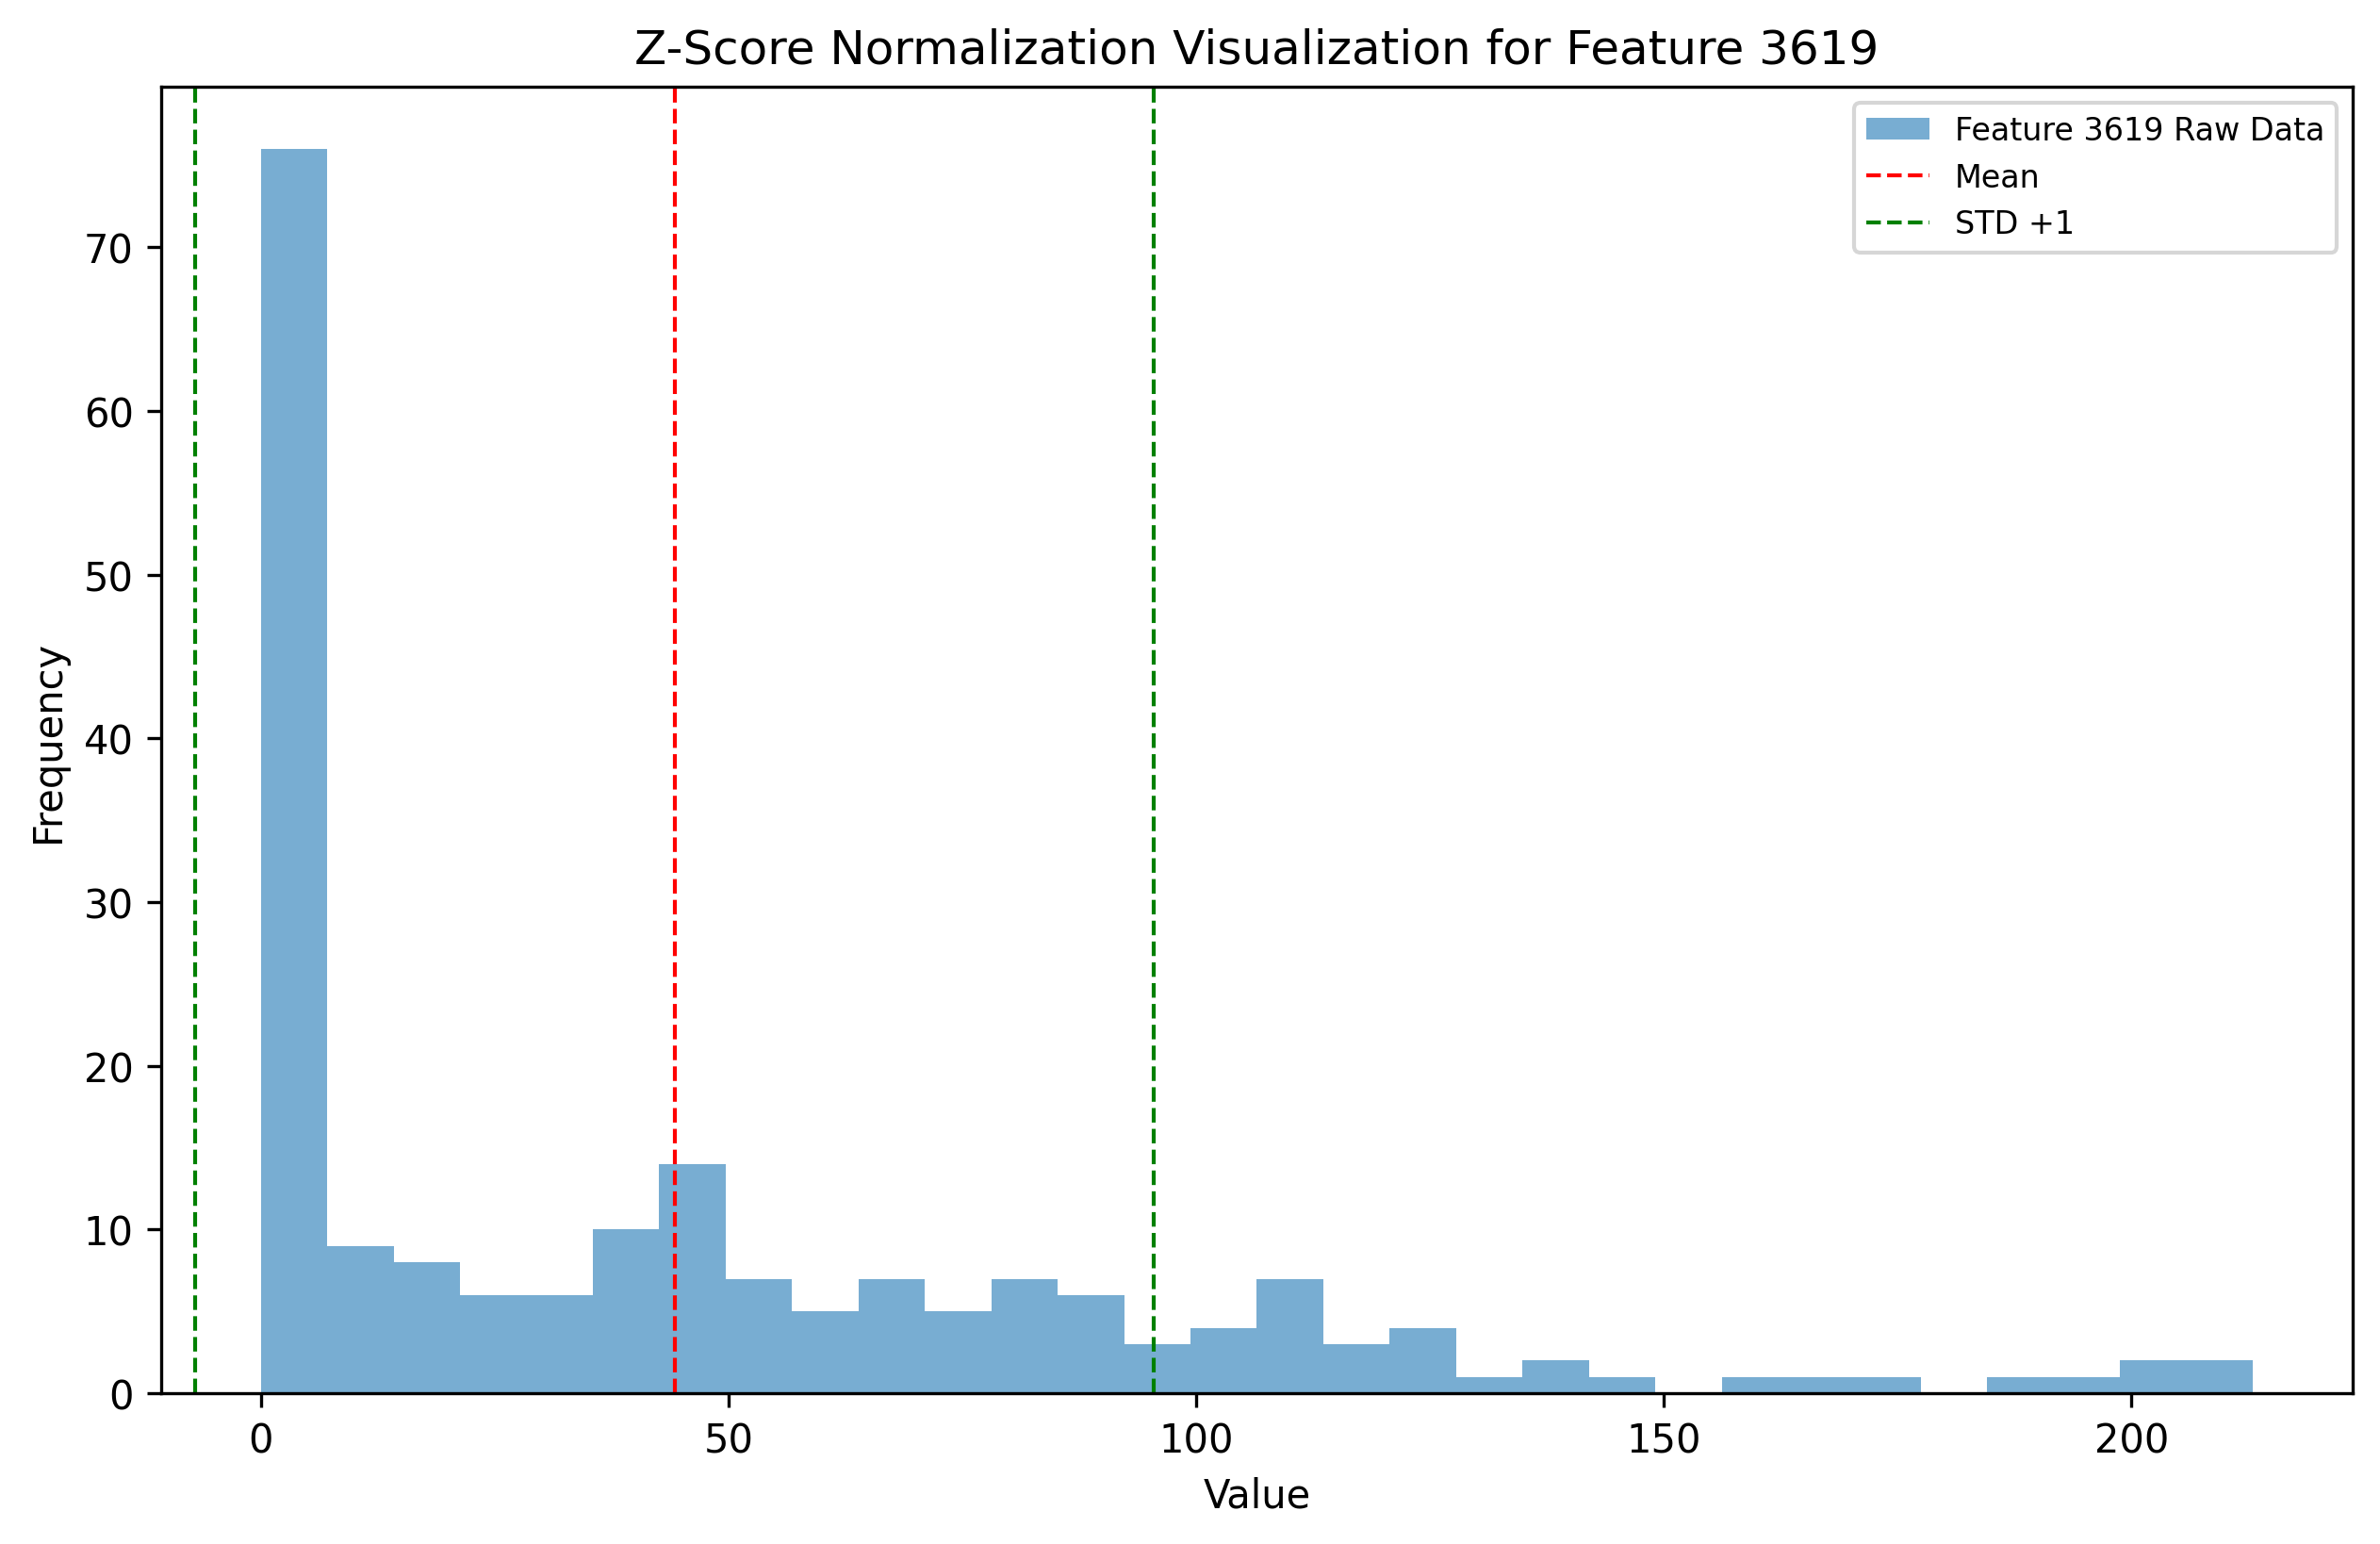 Z-Score Normalization Visualization for Feature 3619
Feature 3619 Raw Data
Mean
STD +1
Frequency
70
60
50
40
30
20
10
0
0 50 100 150 200
Value